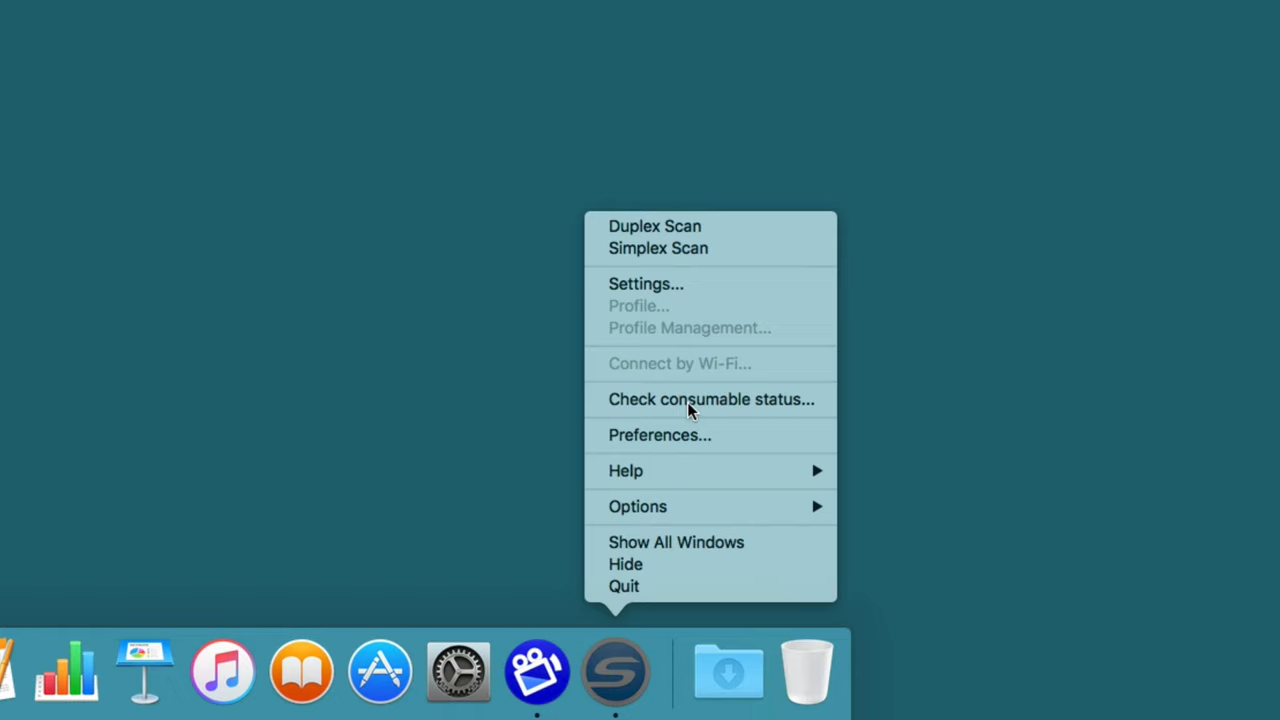 Duplex Scan
Simplex Scan
Settings...
Profile...
Profile Management...
Connect by Wi-Fi...
Check consumable status...
Preferences...
Help
Options
Show All Windows
Hide
Quit